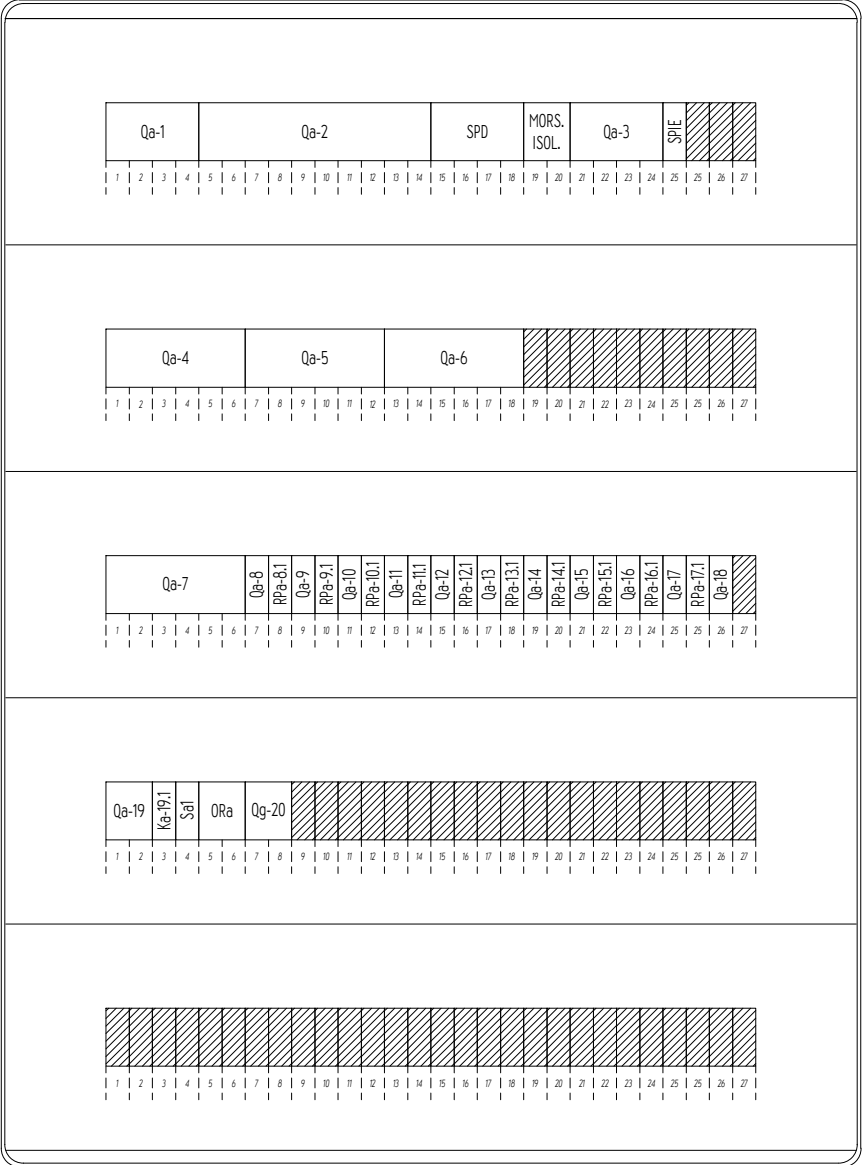 Qa-1 Qa-2 SPD MORS. ISOL. Qa-3 SPIE
1 2 3 4 5 6 7 8 9 10 11 12 13 14 15 16 17 18 19 20 21 22 23 24 25 25 26 27
Qa-4 Qa-5 Qa-6
1 2 3 4 5 6 7 8 9 10 11 12 13 14 15 16 17 18 19 20 21 22 23 24 25 25 26 27
Qa-7 Qa-8 RPa-8.1 Qa-9 RPa-9.1 Qa-10 RPa-10.1 Qa-11 RPa-11.1 Qa-12 RPa-12.1 Qa-13 RPa-13.1 Qa-14 RPa-14.1 Qa-15 RPa-15.1 Qa-16 RPa-16.1 Qa-17 RPa-17.1 Qa-18
1 2 3 4 5 6 7 8 9 10 11 12 13 14 15 16 17 18 19 20 21 22 23 24 25 25 26 27
Qa-19 Ka-19.1 Sa1 ORa Qg-20
1 2 3 4 5 6 7 8 9 10 11 12 13 14 15 16 17 18 19 20 21 22 23 24 25 25 26 27
1 2 3 4 5 6 7 8 9 10 11 12 13 14 15 16 17 18 19 20 21 22 23 24 25 25 26 27